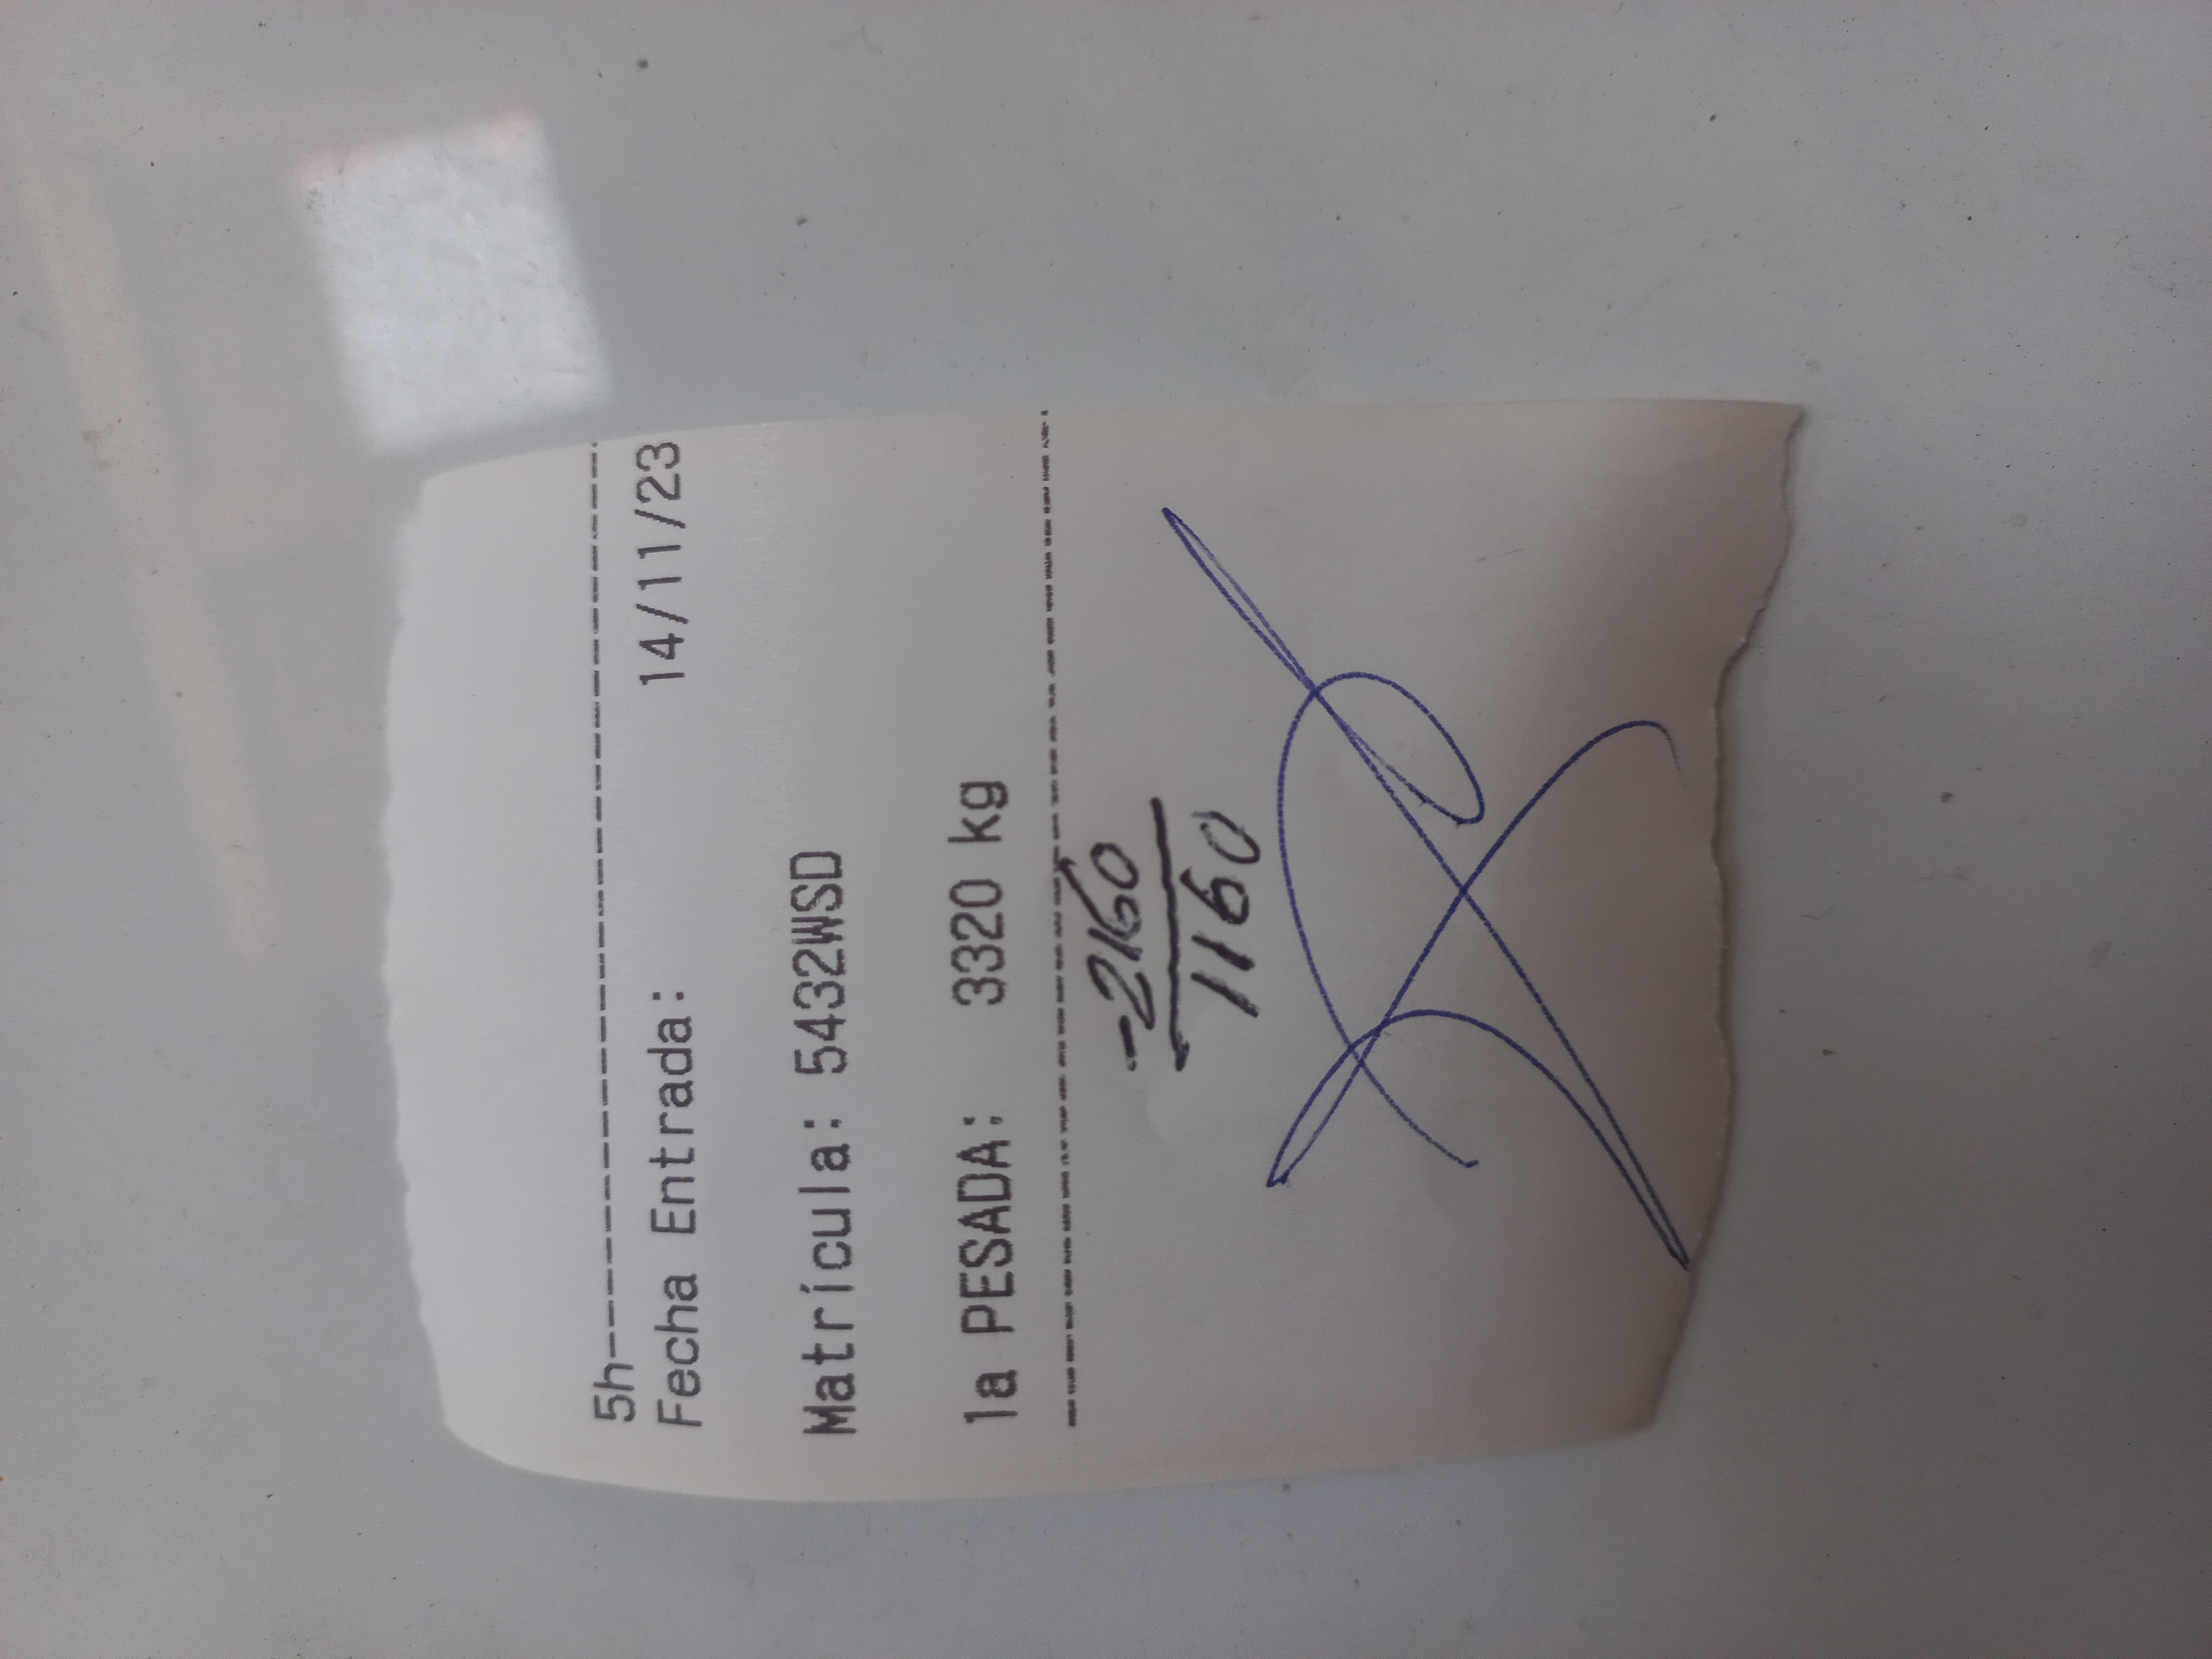 5h--------------------------------
Fecha Entrada: 14/11/23
Matrícula: 5432WSD
1a PESADA: 3320 kg
----------------------------------
-2160
1160